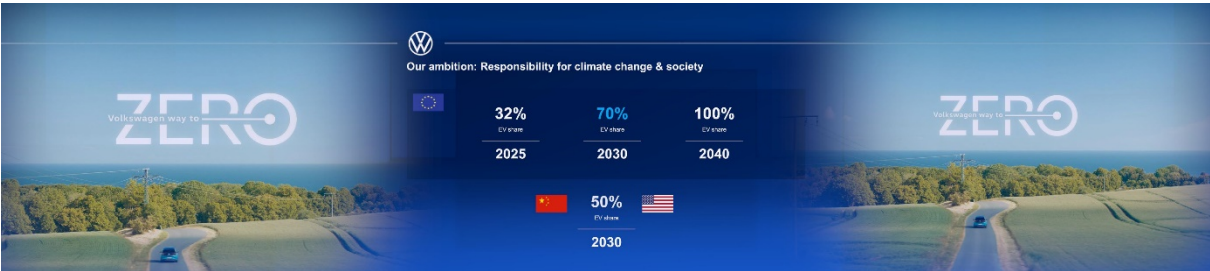 Our ambition: Responsibility for climate change & society
Volkswagen way to ZERO
32% 70% 100%
EV share EV share EV share
2025 2030 2040
50%
EV share
2030
Volkswagen way to ZERO